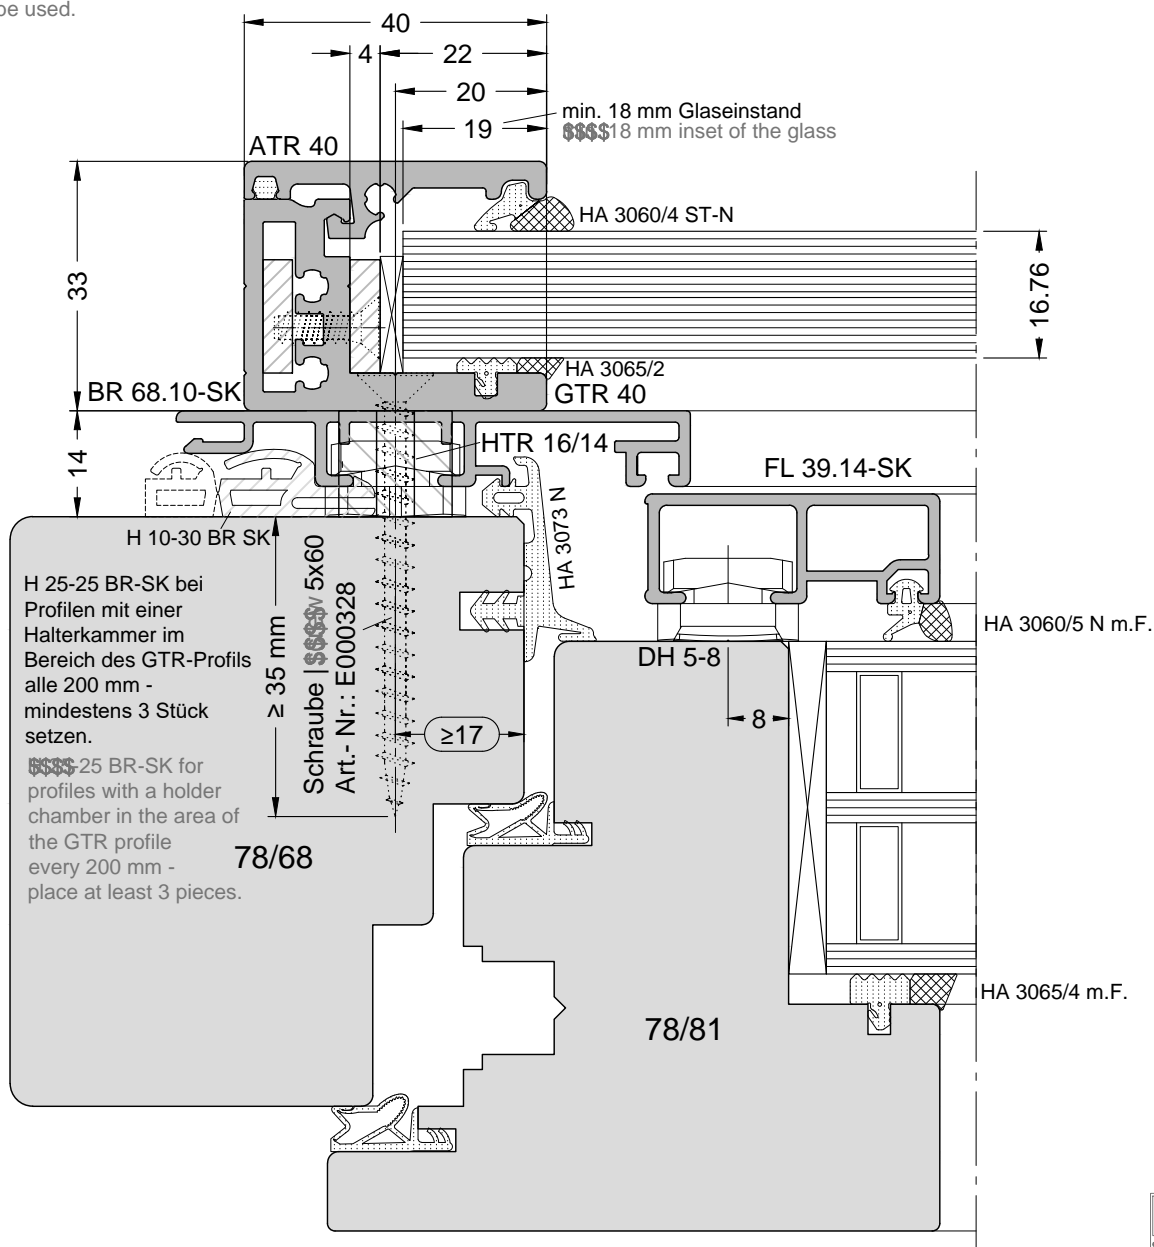 be used.
40
4
22
20
19
min. 18 mm Glaseinstand
18 mm inset of the glass
ATR 40
HA 3060/4 ST-N
33
16.76
HA 3065/2
BR 68.10-SK
GTR 40
14
HTR 16/14
FL 39.14-SK
HA 3073 N
H 10-30 BR SK
H 25-25 BR-SK bei
Profilen mit einer
Halterkammer im
Bereich des GTR-Profils
alle 200 mm -
mindestens 3 Stück
setzen.
-25 BR-SK for
profiles with a holder
chamber in the area of
the GTR profile
every 200 mm -
place at least 3 pieces.
≥ 35 mm
Schraube | 5x60
Art.- Nr.: E000328
≥17
HA 3060/5 N m.F.
DH 5-8
8
78/68
HA 3065/4 m.F.
78/81